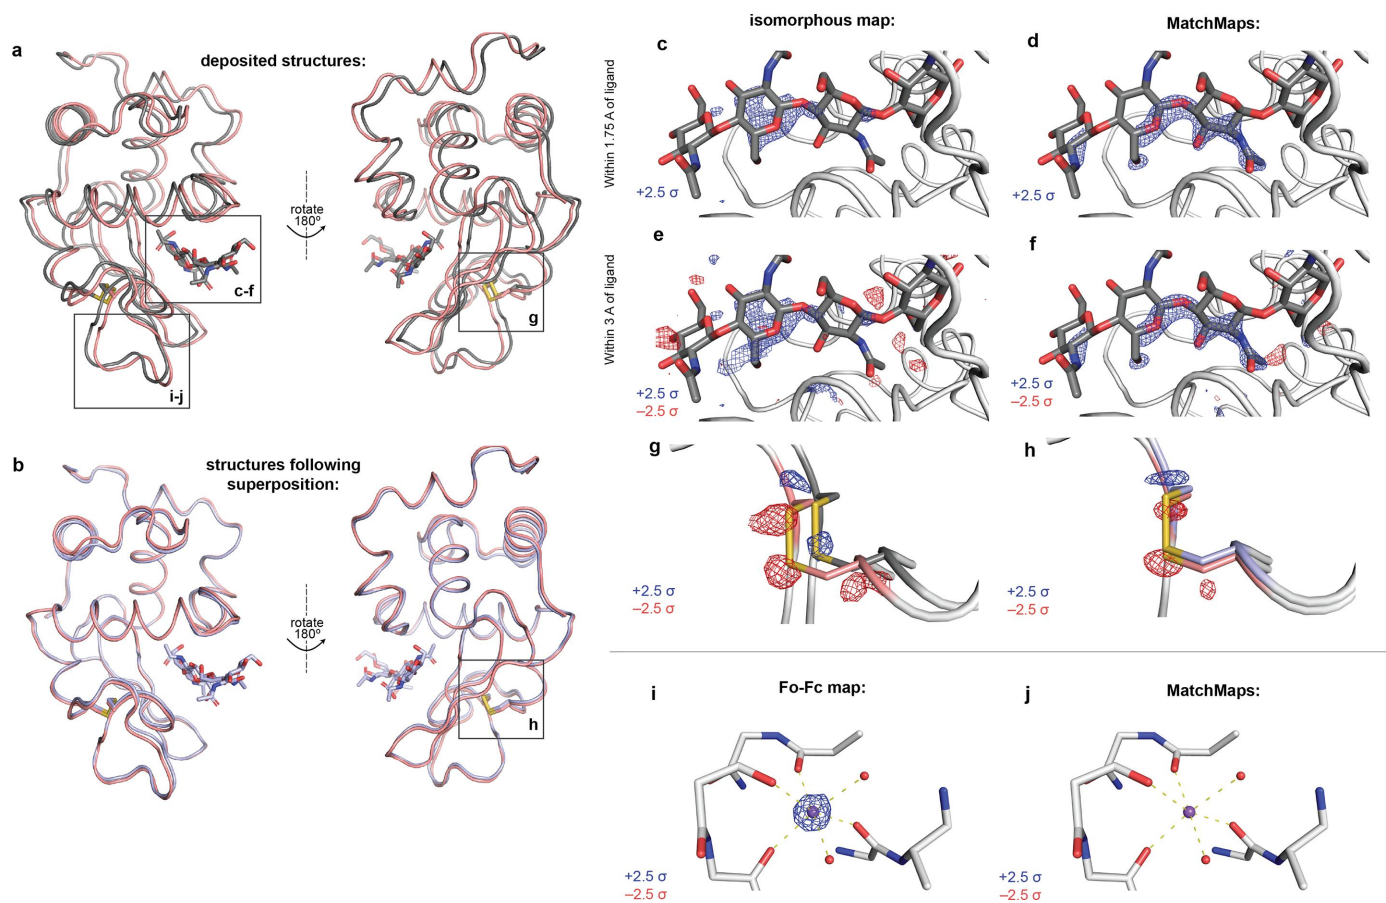 a
deposited structures:
rotate
180º
c-f
g
i-j
b
structures following
superposition:
rotate
180º
h
isomorphous map:
MatchMaps:
Within 1.75 A of ligand
c
+2.5 σ
d
+2.5 σ
Within 3 A of ligand
e
+2.5 σ
–2.5 σ
f
+2.5 σ
–2.5 σ
g
+2.5 σ
–2.5 σ
h
+2.5 σ
–2.5 σ
Fo-Fc map:
MatchMaps:
i
+2.5 σ
–2.5 σ
j
+2.5 σ
–2.5 σ